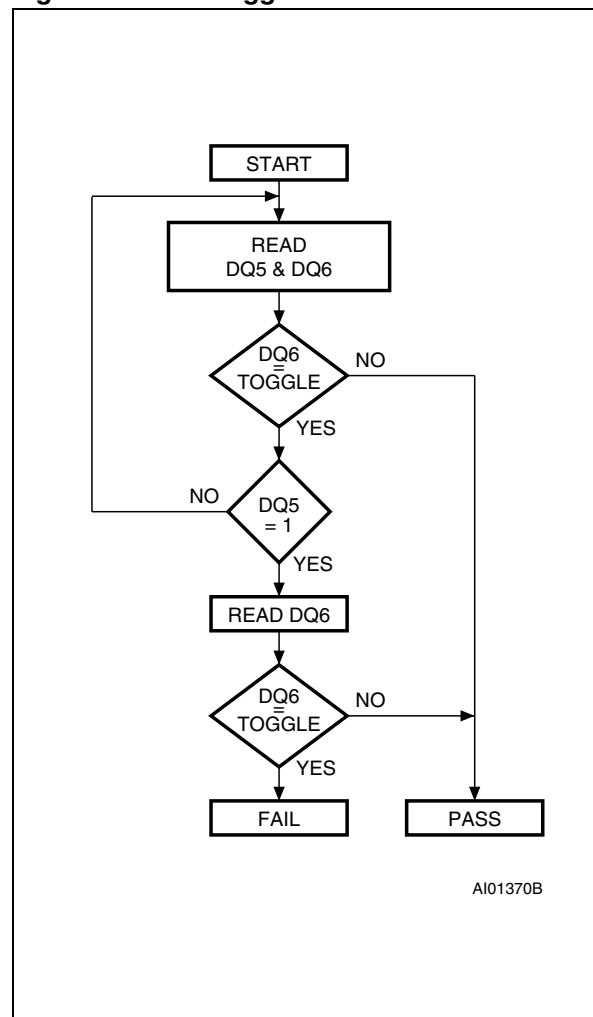 START
READ
DQ5 & DQ6
DQ6
=
TOGGLE
NO
YES
NO
DQ5
= 1
YES
READ DQ6
DQ6
=
TOGGLE
NO
YES
FAIL
PASS
AI01370B